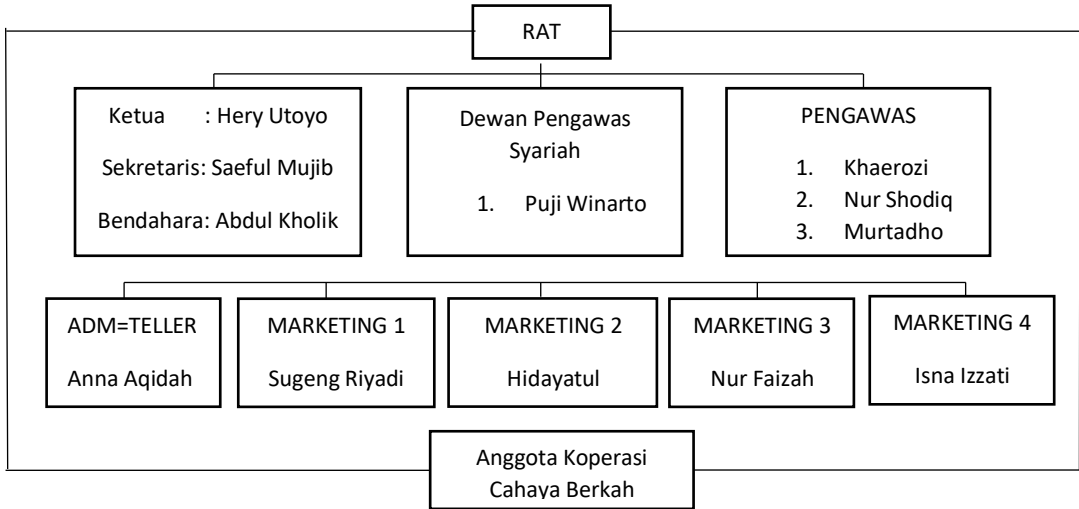 RAT
Ketua : Hery Utoyo
Sekretaris: Saeful Mujib
Bendahara: Abdul Kholik
Dewan Pengawas
Syariah
1. Puji Winarto
PENGAWAS
1. Khaerozi
2. Nur Shodiq
3. Murtadho
ADM=TELLER
Anna Aqidah
MARKETING 1
Sugeng Riyadi
MARKETING 2
Hidayatul
MARKETING 3
Nur Faizah
MARKETING 4
Isna Izzati
Anggota Koperasi
Cahaya Berkah